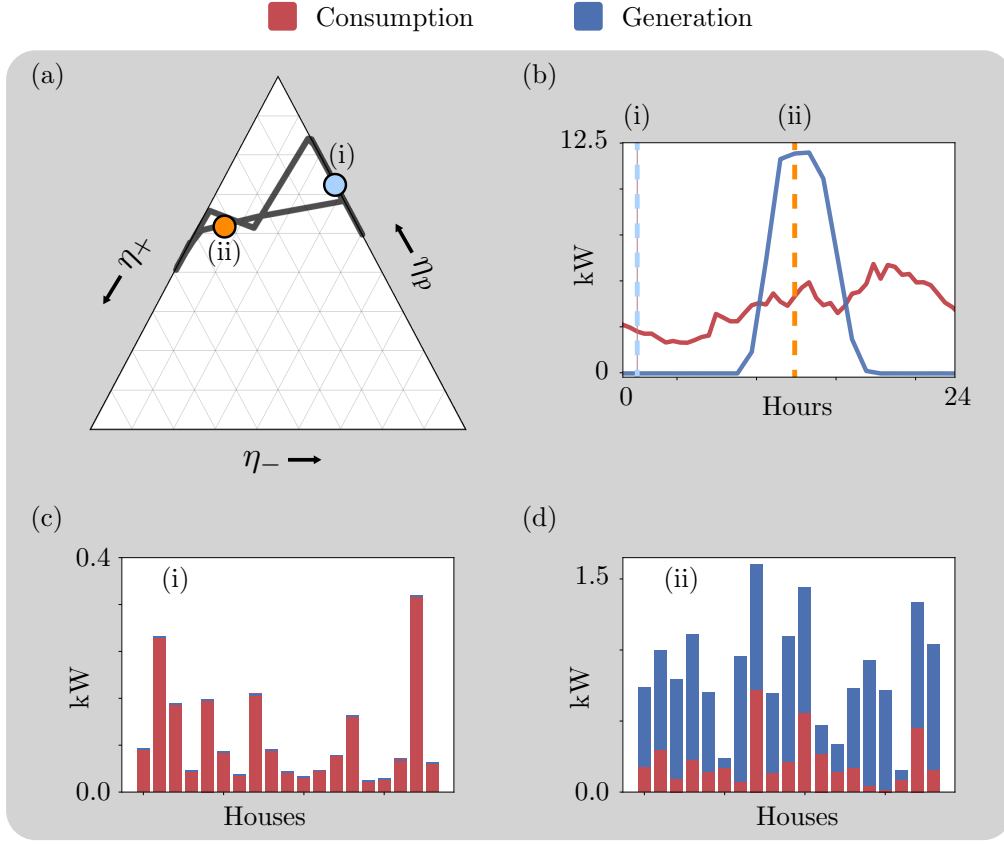 Consumption Generation
(a)
(i)
(ii)
η₊
ηₚ
η₋
(b)
(i) (ii)
12.5
kW
0
0 24
Hours
(c)
0.4
(i)
kW
0.0
Houses
(d)
1.5
(ii)
kW
0.0
Houses